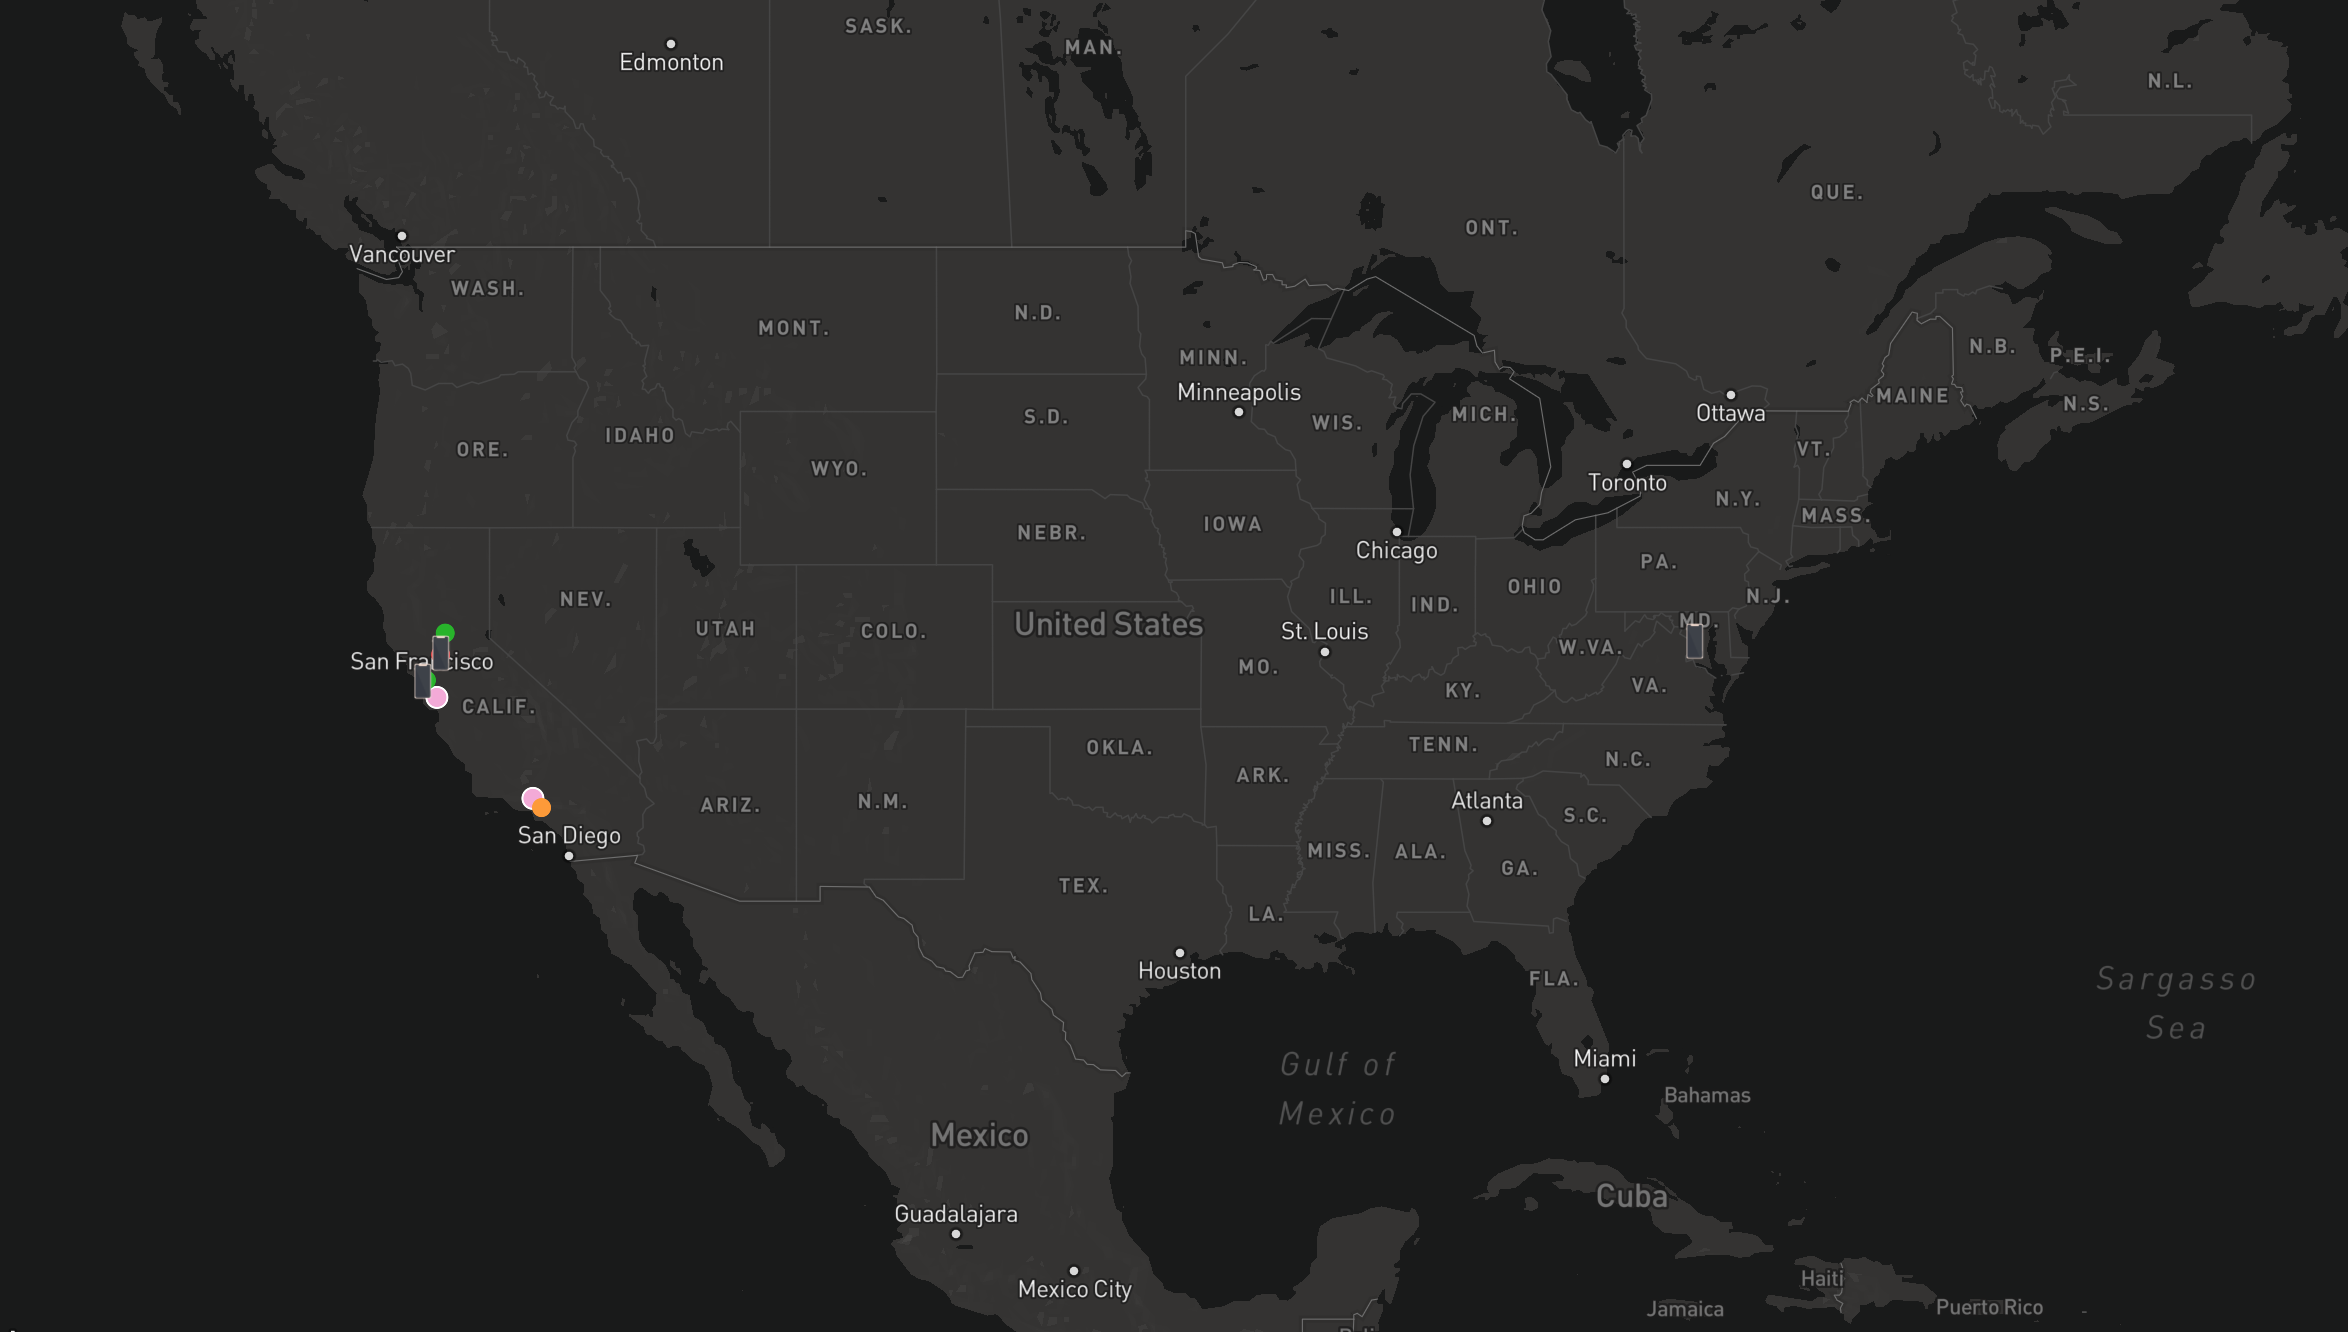 SASK.
MAN.
Edmonton
N.L.
QUE.
ONT.
Vancouver
WASH.
MONT.
N.D.
MINN.
N.B.
P.E.I.
Minneapolis
MAINE
N.S.
S.D.
WIS.
MICH.
Ottawa
ORE.
IDAHO
VT.
WYO.
Toronto
N.Y.
MASS.
IOWA
NEBR.
Chicago
PA.
NEV.
ILL.
IND.
OHIO
N.J.
UTAH
COLO.
United States
St. Louis
MD.
W.VA.
San Francisco
MO.
KY.
VA.
CALIF.
OKLA.
TENN.
N.C.
ARK.
ARIZ.
N.M.
Atlanta
S.C.
San Diego
MISS.
ALA.
GA.
TEX.
LA.
Houston
FLA.
Sargasso
Sea
Gulf of
Mexico
Miami
Bahamas
Mexico
Cuba
Guadalajara
Mexico City
Haiti
Jamaica
Puerto Rico